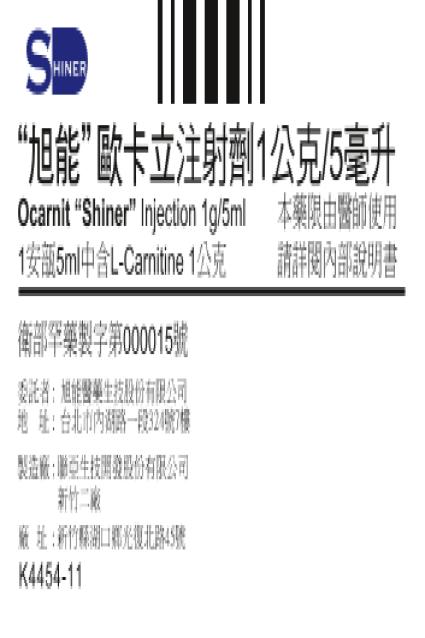 SHINER
“旭能”歐卡立注射劑1公克/5毫升
Ocarnit “Shiner” Injection 1g/5ml 本藥限由醫師使用
1安瓿5ml中含L-Carnitine 1公克 請詳閱內部說明書
衛部罕藥製字第000015號
委託者：旭能醫藥生技股份有限公司
地　址：台北市內湖路一段324號7樓
製造廠：聯亞生技開發股份有限公司
新竹二廠
廠　址：新竹縣湖口鄉光復北路45號
K4454-11